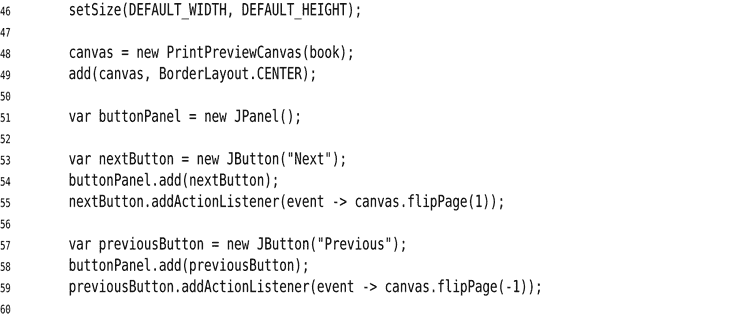 46 setSize(DEFAULT_WIDTH, DEFAULT_HEIGHT);
47
48 canvas = new PrintPreviewCanvas(book);
49 add(canvas, BorderLayout.CENTER);
50
51 var buttonPanel = new JPanel();
52
53 var nextButton = new JButton("Next");
54 buttonPanel.add(nextButton);
55 nextButton.addActionListener(event -> canvas.flipPage(1));
56
57 var previousButton = new JButton("Previous");
58 buttonPanel.add(previousButton);
59 previousButton.addActionListener(event -> canvas.flipPage(-1));
60